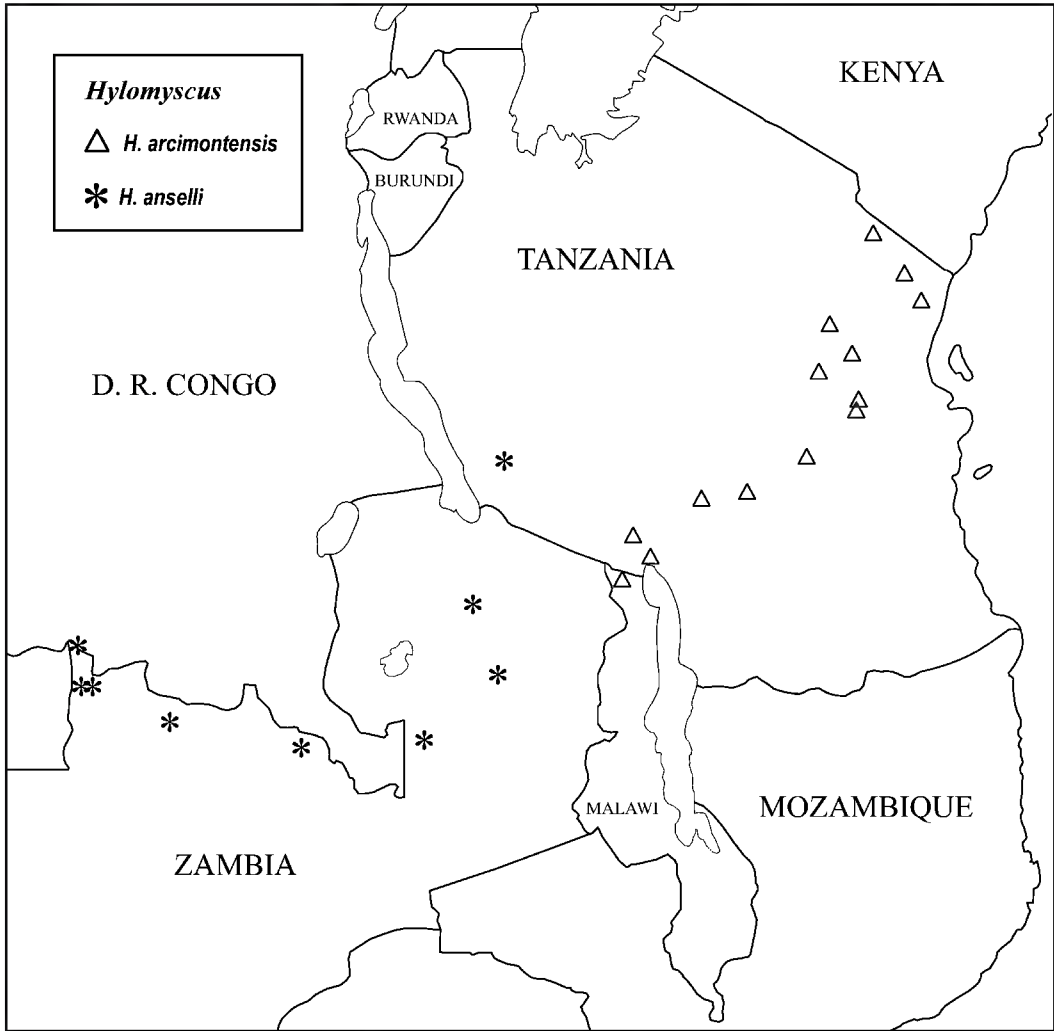 Hylomyscus
H. arcimontensis
H. anselli
KENYA
RWANDA
BURUNDI
TANZANIA
D. R. CONGO
MALAWI
MOZAMBIQUE
ZAMBIA